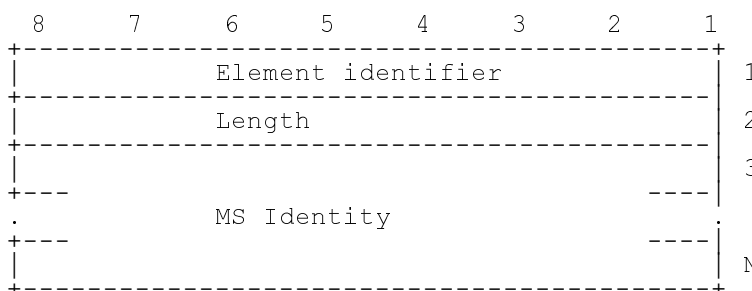 8 7 6 5 4 3 2 1
Element identifier 1
Length 2
3
MS Identity
N